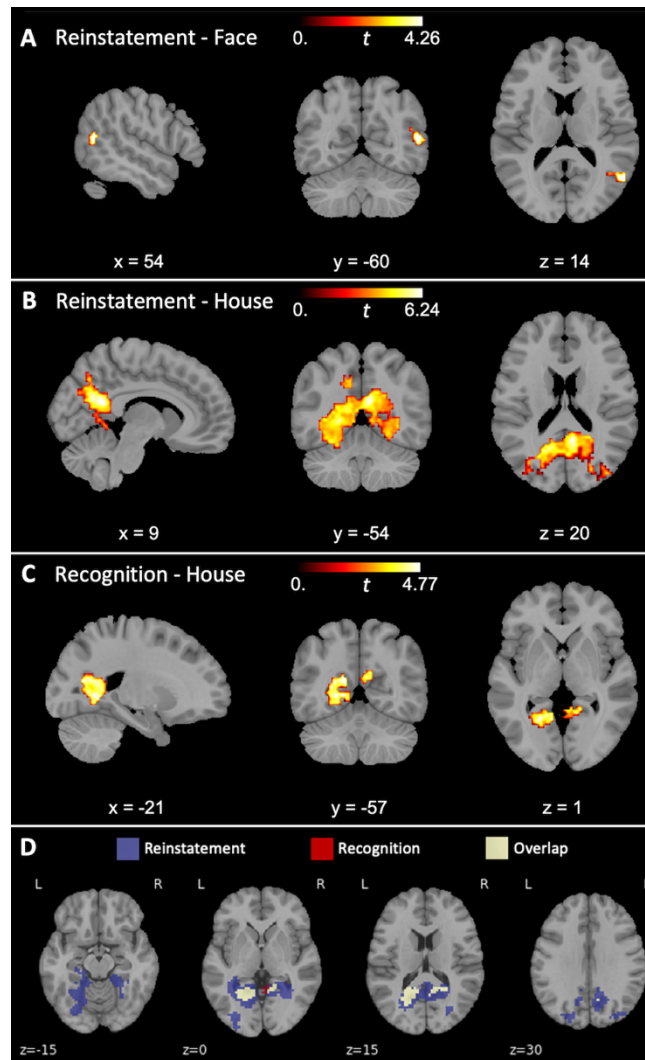 A Reinstatement - Face 0. t 4.26
x = 54 y = -60 z = 14
B Reinstatement - House 0. t 6.24
x = 9 y = -54 z = 20
C Recognition - House 0. t 4.77
x = -21 y = -57 z = 1
D Reinstatement Recognition Overlap
L R L R L R L
z=-15 z=0 z=15 z=30